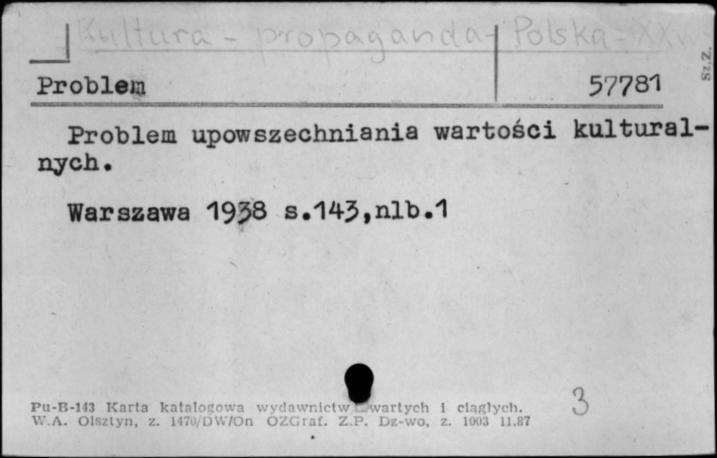 Kultura - propaganda - Polska - XX w
Sz.Z.
Problem 57781
Problem upowszechniania wartości kultural-
nych.
Warszawa 1938 s.143,nlb.1
3
Pu-B-143 Karta katalogowa wydawnictw zwartych i ciągłych.
W.A. Olsztyn, z. 1470/DW/On OZGraf. Z.P. Dz-wo, z. 1003 11.87